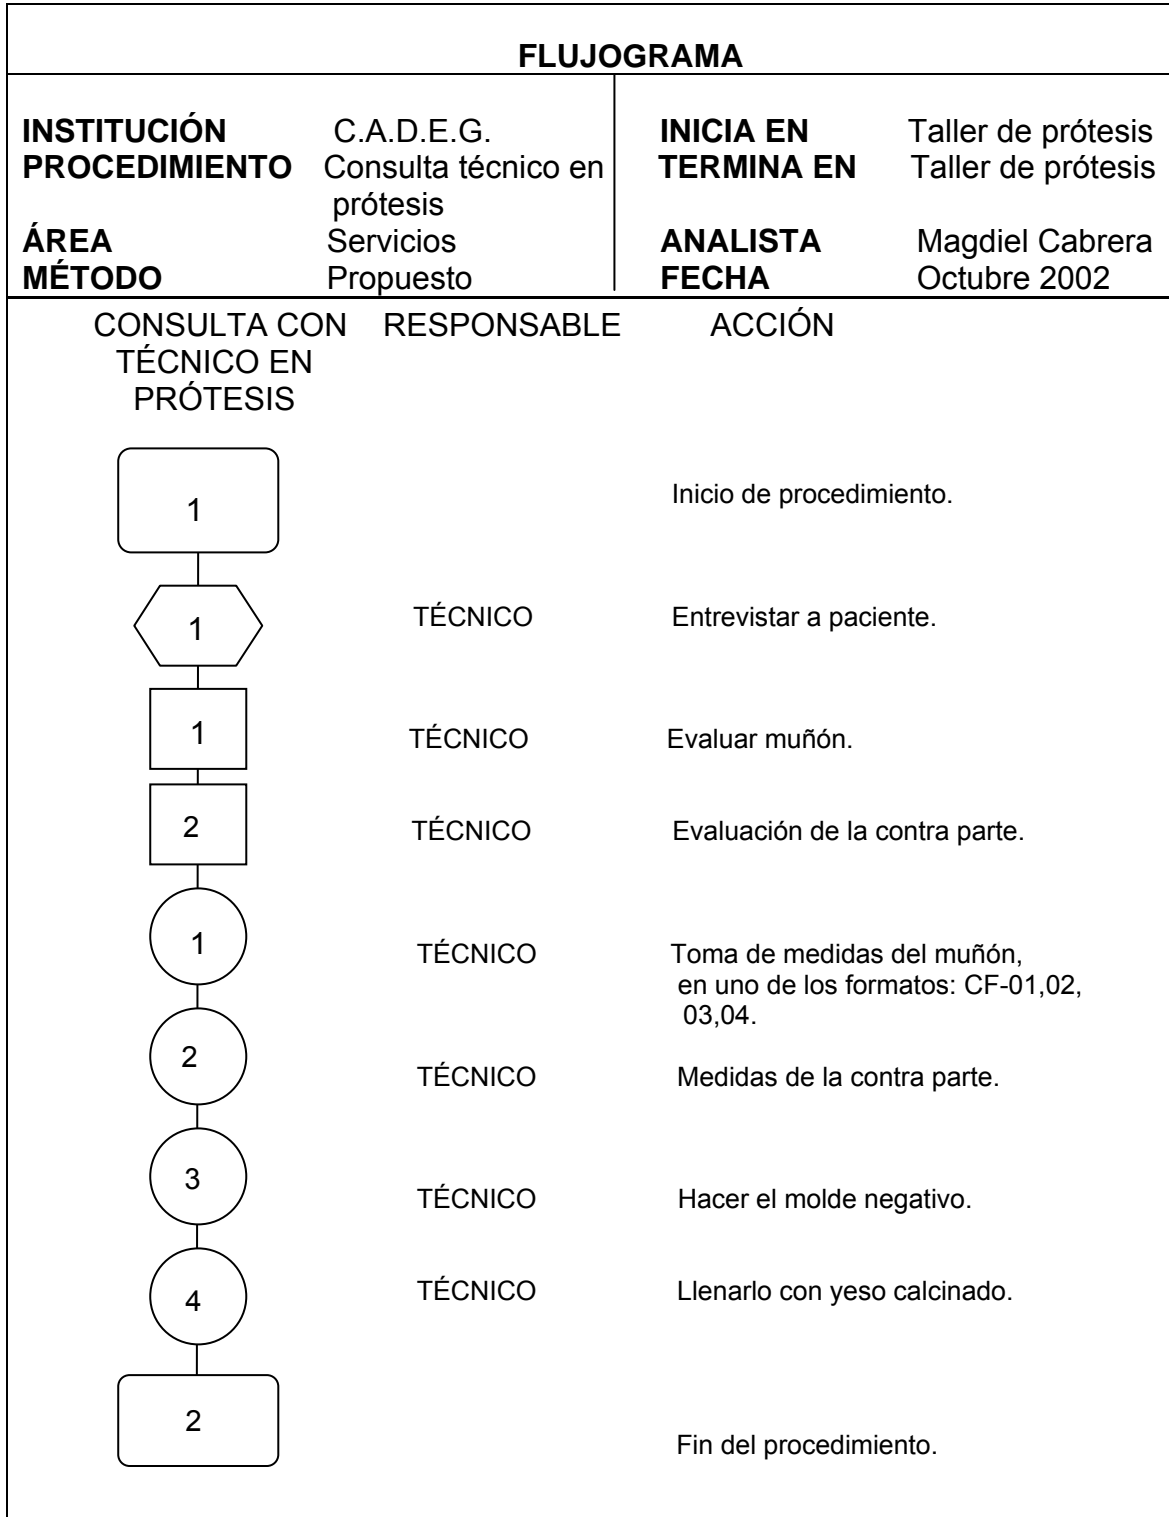 FLUJOGRAMA
INSTITUCIÓN C.A.D.E.G. INICIA EN Taller de prótesis
PROCEDIMIENTO Consulta técnico en TERMINA EN Taller de prótesis
prótesis
ÁREA Servicios ANALISTA Magdiel Cabrera
MÉTODO Propuesto FECHA Octubre 2002
CONSULTA CON RESPONSABLE ACCIÓN
TÉCNICO EN
PRÓTESIS
1 Inicio de procedimiento.
1 TÉCNICO Entrevistar a paciente.
1 TÉCNICO Evaluar muñón.
2 TÉCNICO Evaluación de la contra parte.
1 TÉCNICO Toma de medidas del muñón,
en uno de los formatos: CF-01,02,
03,04.
2 TÉCNICO Medidas de la contra parte.
3 TÉCNICO Hacer el molde negativo.
4 TÉCNICO Llenarlo con yeso calcinado.
2 Fin del procedimiento.